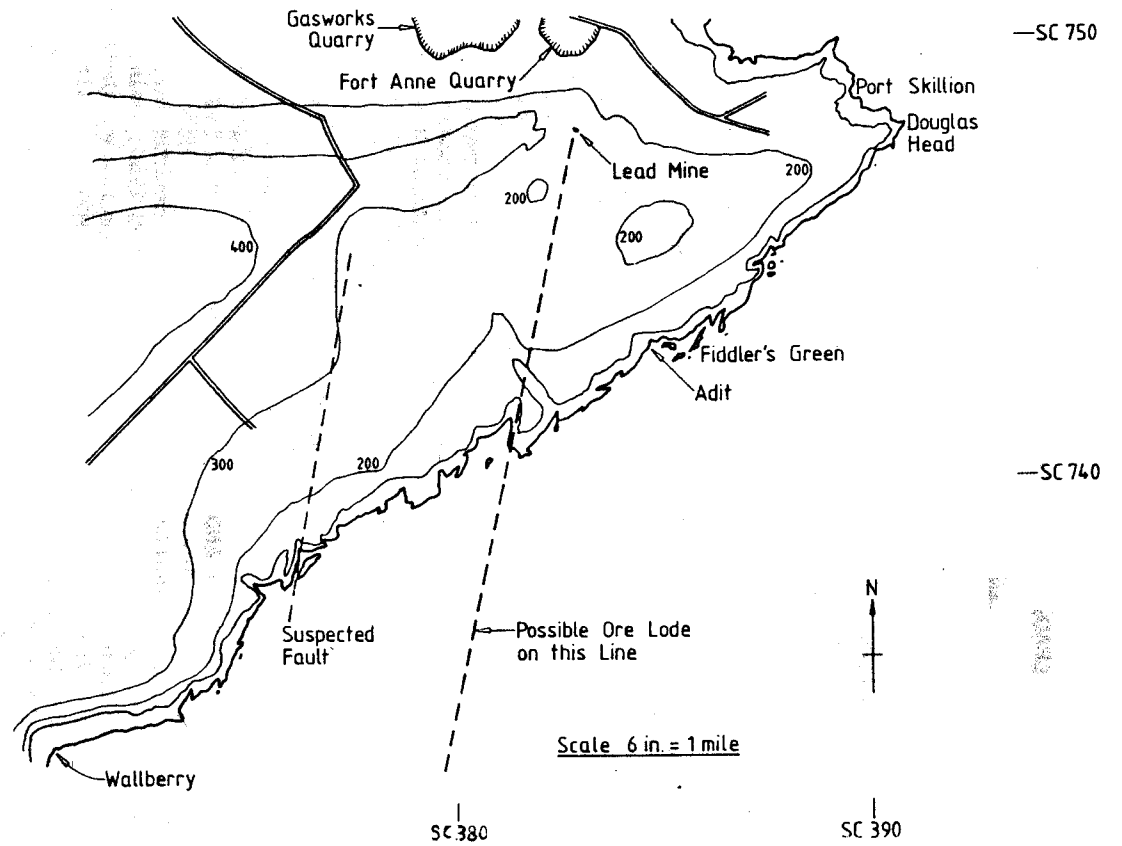 Gasworks
Quarry
SC 750
Fort Anne Quarry
Port Skillion
Douglas
Head
Lead Mine
200
200
200
400
Fiddler's Green
Adit
300
200
SC 740
N
Suspected
Fault
Possible Ore Lode
on this Line
Scale 6 in. = 1 mile
Wallberry
SC 380
SC 390